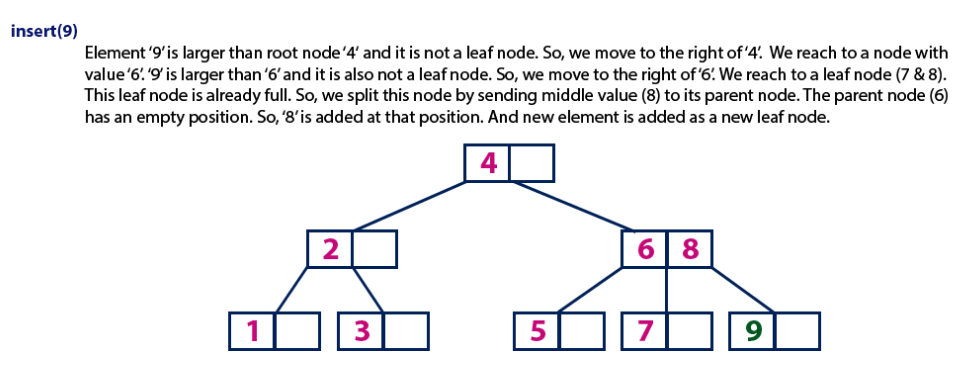 insert(9)
Element ‘9’ is larger than root node ‘4’ and it is not a leaf node. So, we move to the right of ‘4’. We reach to a node with
value ‘6’. ‘9’ is larger than ‘6’ and it is also not a leaf node. So, we move to the right of ‘6’. We reach to a leaf node (7 & 8).
This leaf node is already full. So, we split this node by sending middle value (8) to its parent node. The parent node (6)
has an empty position. So, ‘8’ is added at that position. And new element is added as a new leaf node.
4
2 6 8
1 3 5 7 9